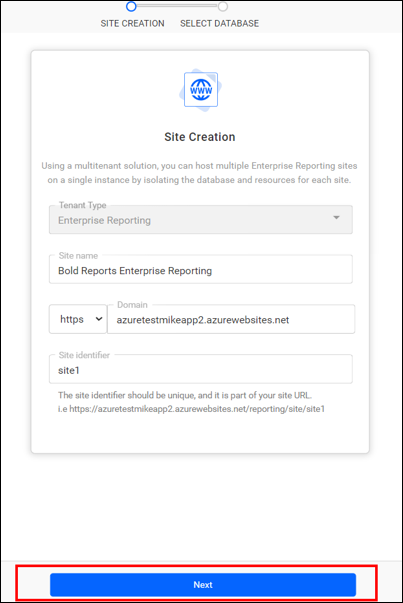 SITE CREATION SELECT DATABASE
WWW
Site Creation
Using a multitenant solution, you can host multiple Enterprise Reporting sites
on a single instance by isolating the database and resources for each site.
Tenant Type
Enterprise Reporting
Site name
Bold Reports Enterprise Reporting
Domain
https azuretestmikeapp2.azurewebsites.net
Site identifier
site1
The site identifier should be unique, and it is part of your site URL.
i.e https://azuretestmikeapp2.azurewebsites.net/reporting/site/site1
Next